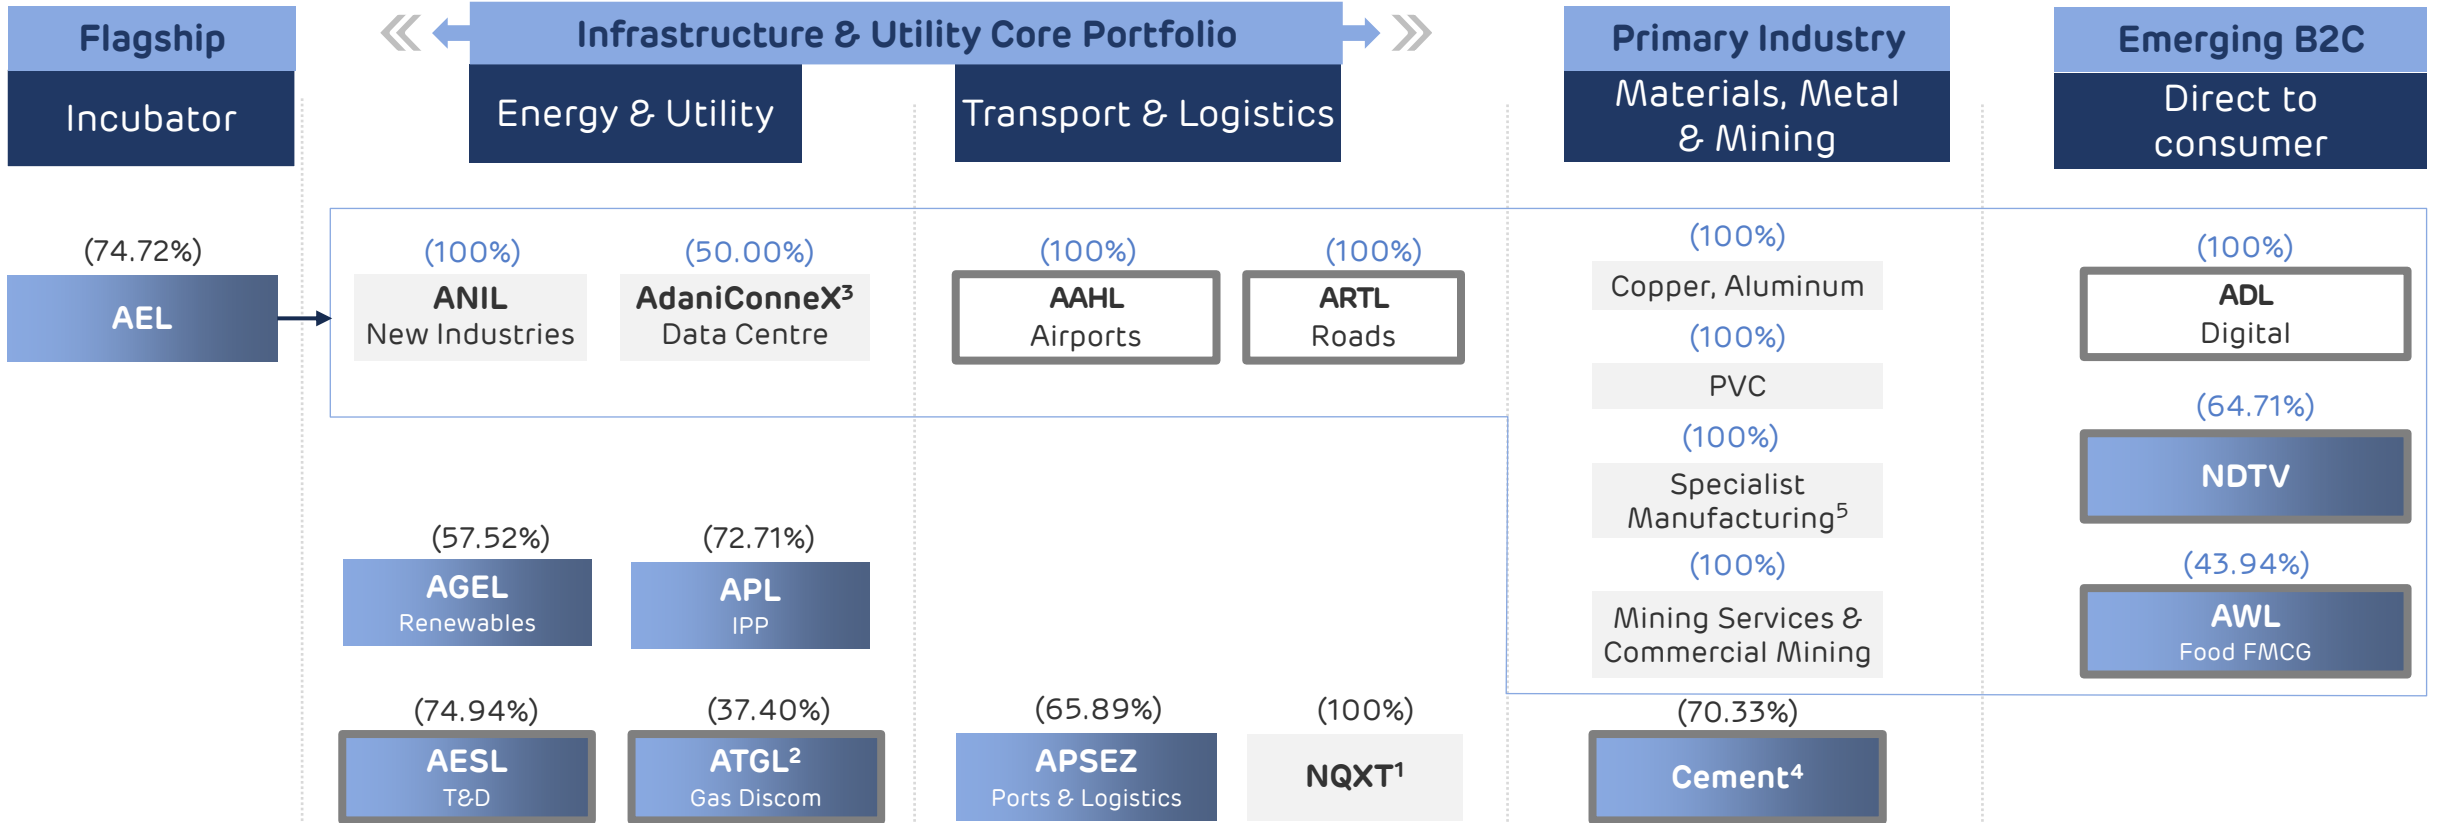 Flagship
Incubator
Infrastructure & Utility Core Portfolio
Energy & Utility
Transport & Logistics
Primary Industry
Materials, Metal
& Mining
Emerging B2C
Direct to
consumer
(74.72%)
AEL
(100%)
ANIL
New Industries
(50.00%)
AdaniConneX³
Data Centre
(100%)
AAHL
Airports
(100%)
ARTL
Roads
(100%)
Copper, Aluminum
(100%)
PVC
(100%)
Specialist
Manufacturing⁵
(100%)
Mining Services &
Commercial Mining
(100%)
ADL
Digital
(64.71%)
NDTV
(43.94%)
AWL
Food FMCG
(57.52%)
AGEL
Renewables
(72.71%)
APL
IPP
(74.94%)
AESL
T&D
(37.40%)
ATGL²
Gas Discom
(65.89%)
APSEZ
Ports & Logistics
(100%)
NQXT¹
(70.33%)
Cement⁴